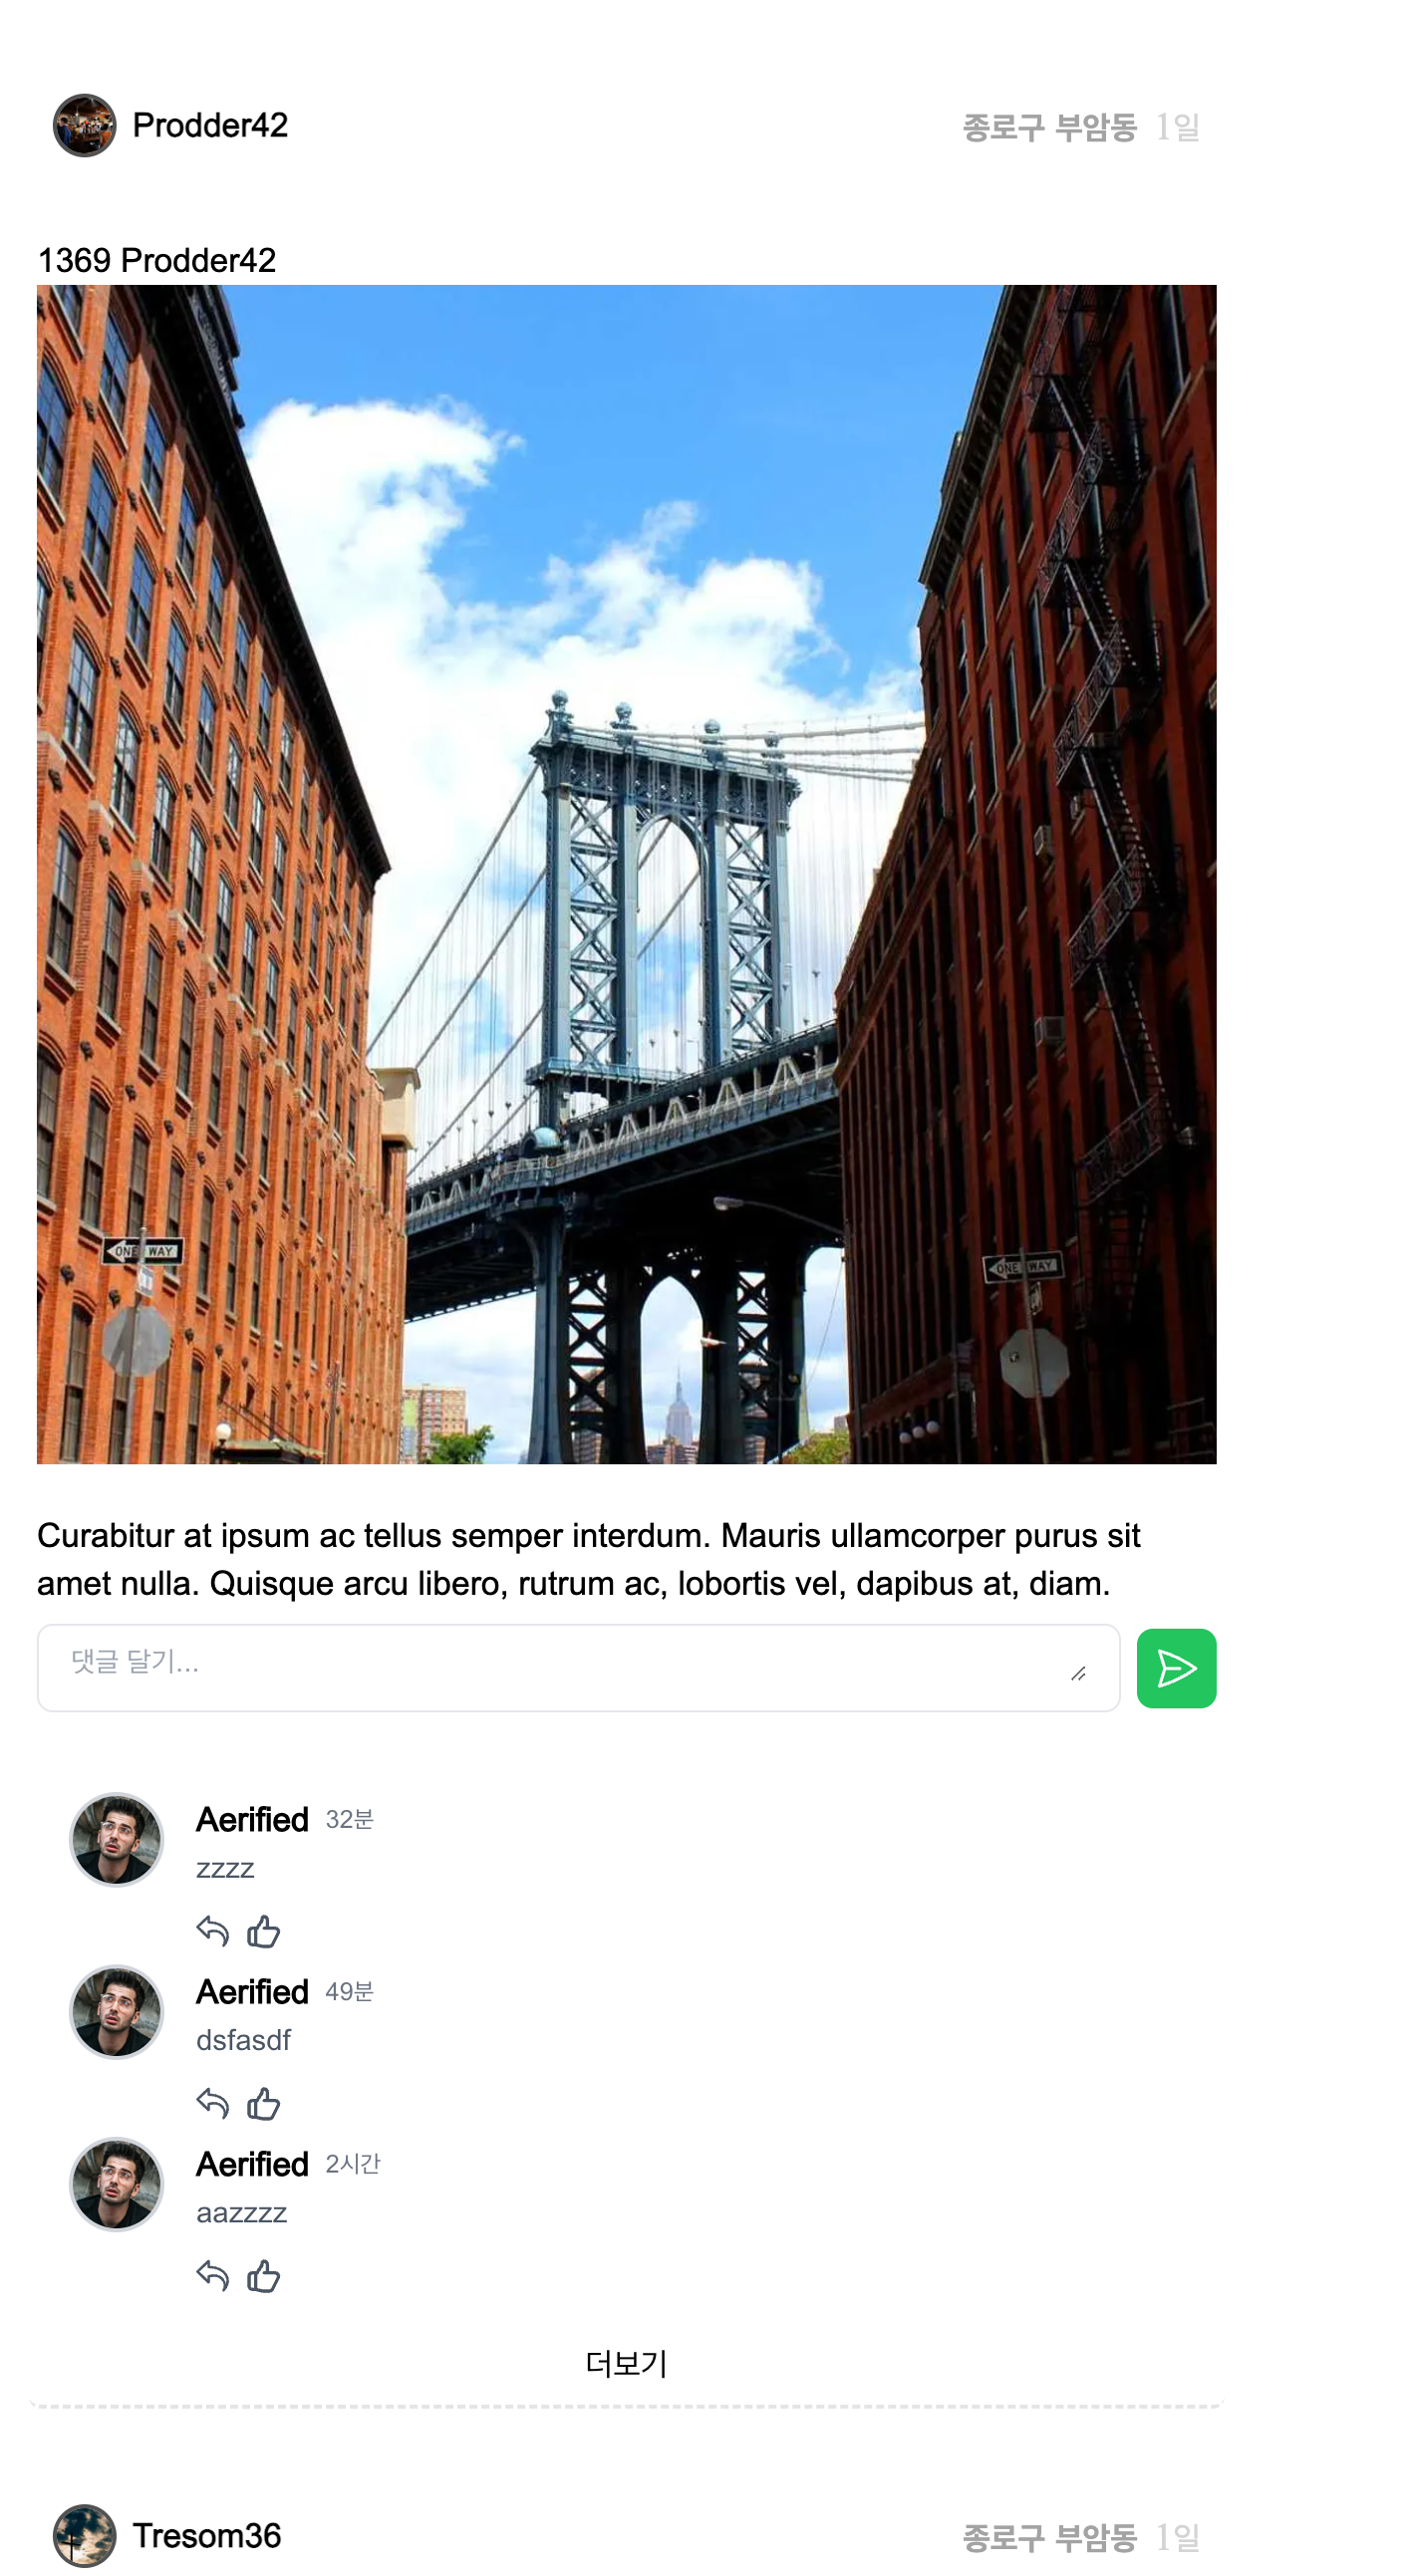 Prodder42
종로구 부암동 1일
1369 Prodder42
ONE WAY
ONE WAY
Curabitur at ipsum ac tellus semper interdum. Mauris ullamcorper purus sit
amet nulla. Quisque arcu libero, rutrum ac, lobortis vel, dapibus at, diam.
댓글 달기...
Aerified 32분
zzzz
Aerified 49분
dsfasdf
Aerified 2시간
aazzzz
더보기
Tresom36
종로구 부암동 1일